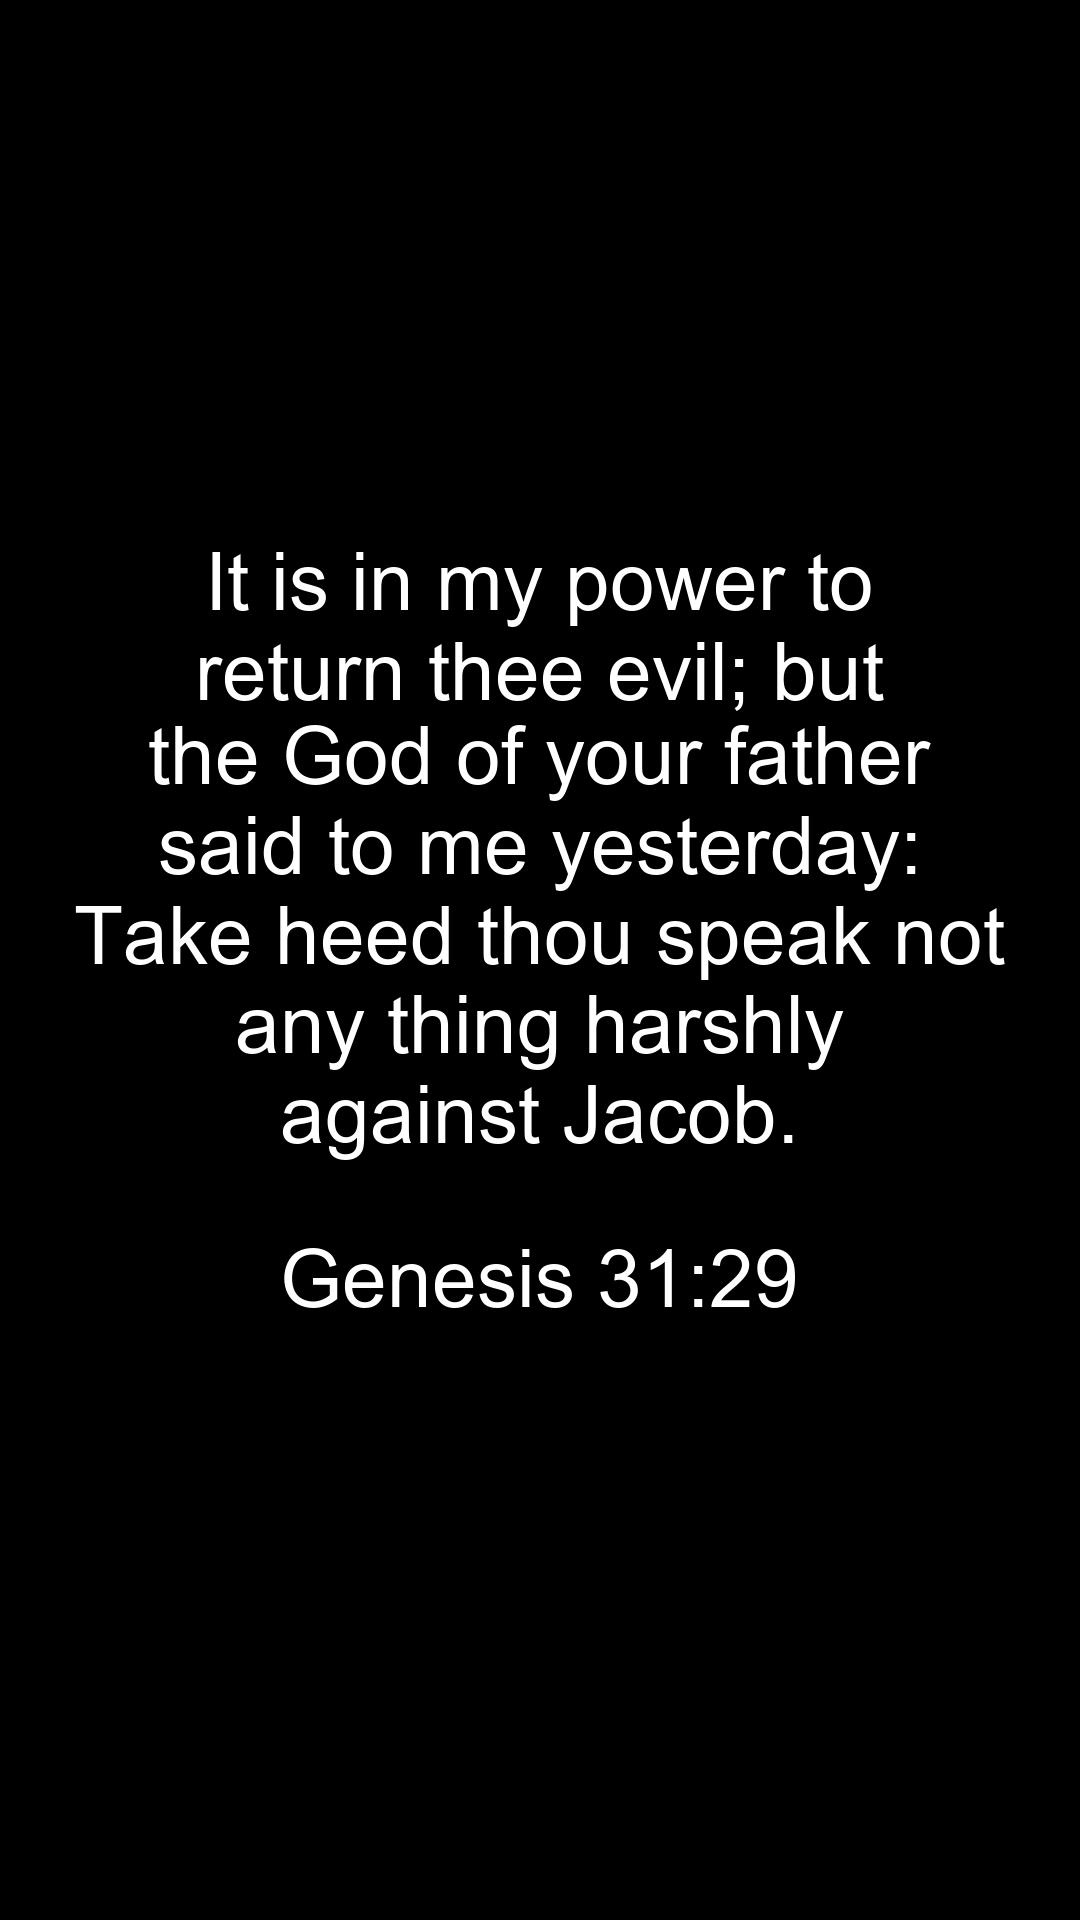 It is in my power to
return thee evil; but
the God of your father
said to me yesterday:
Take heed thou speak not
any thing harshly
against Jacob.
Genesis 31:29